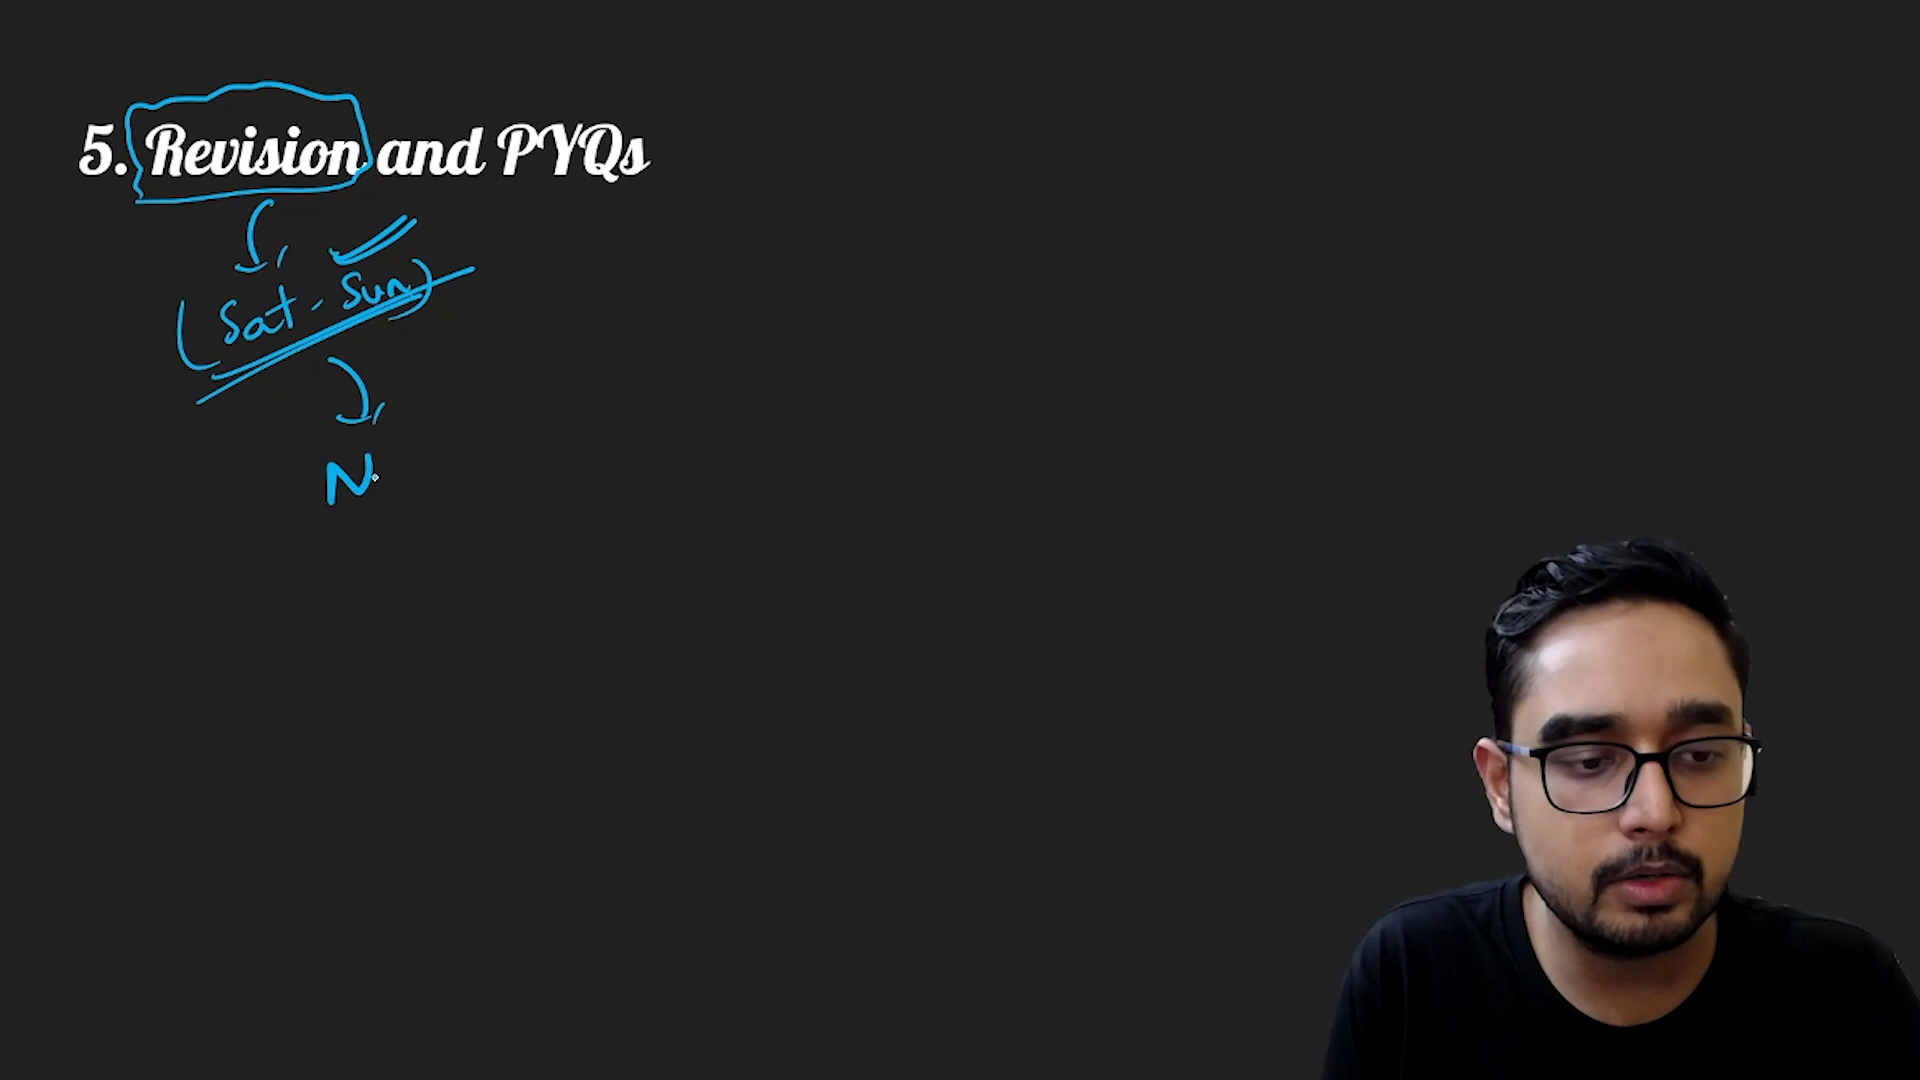 5. Revision and PYQs
(Sat - Sun)
N